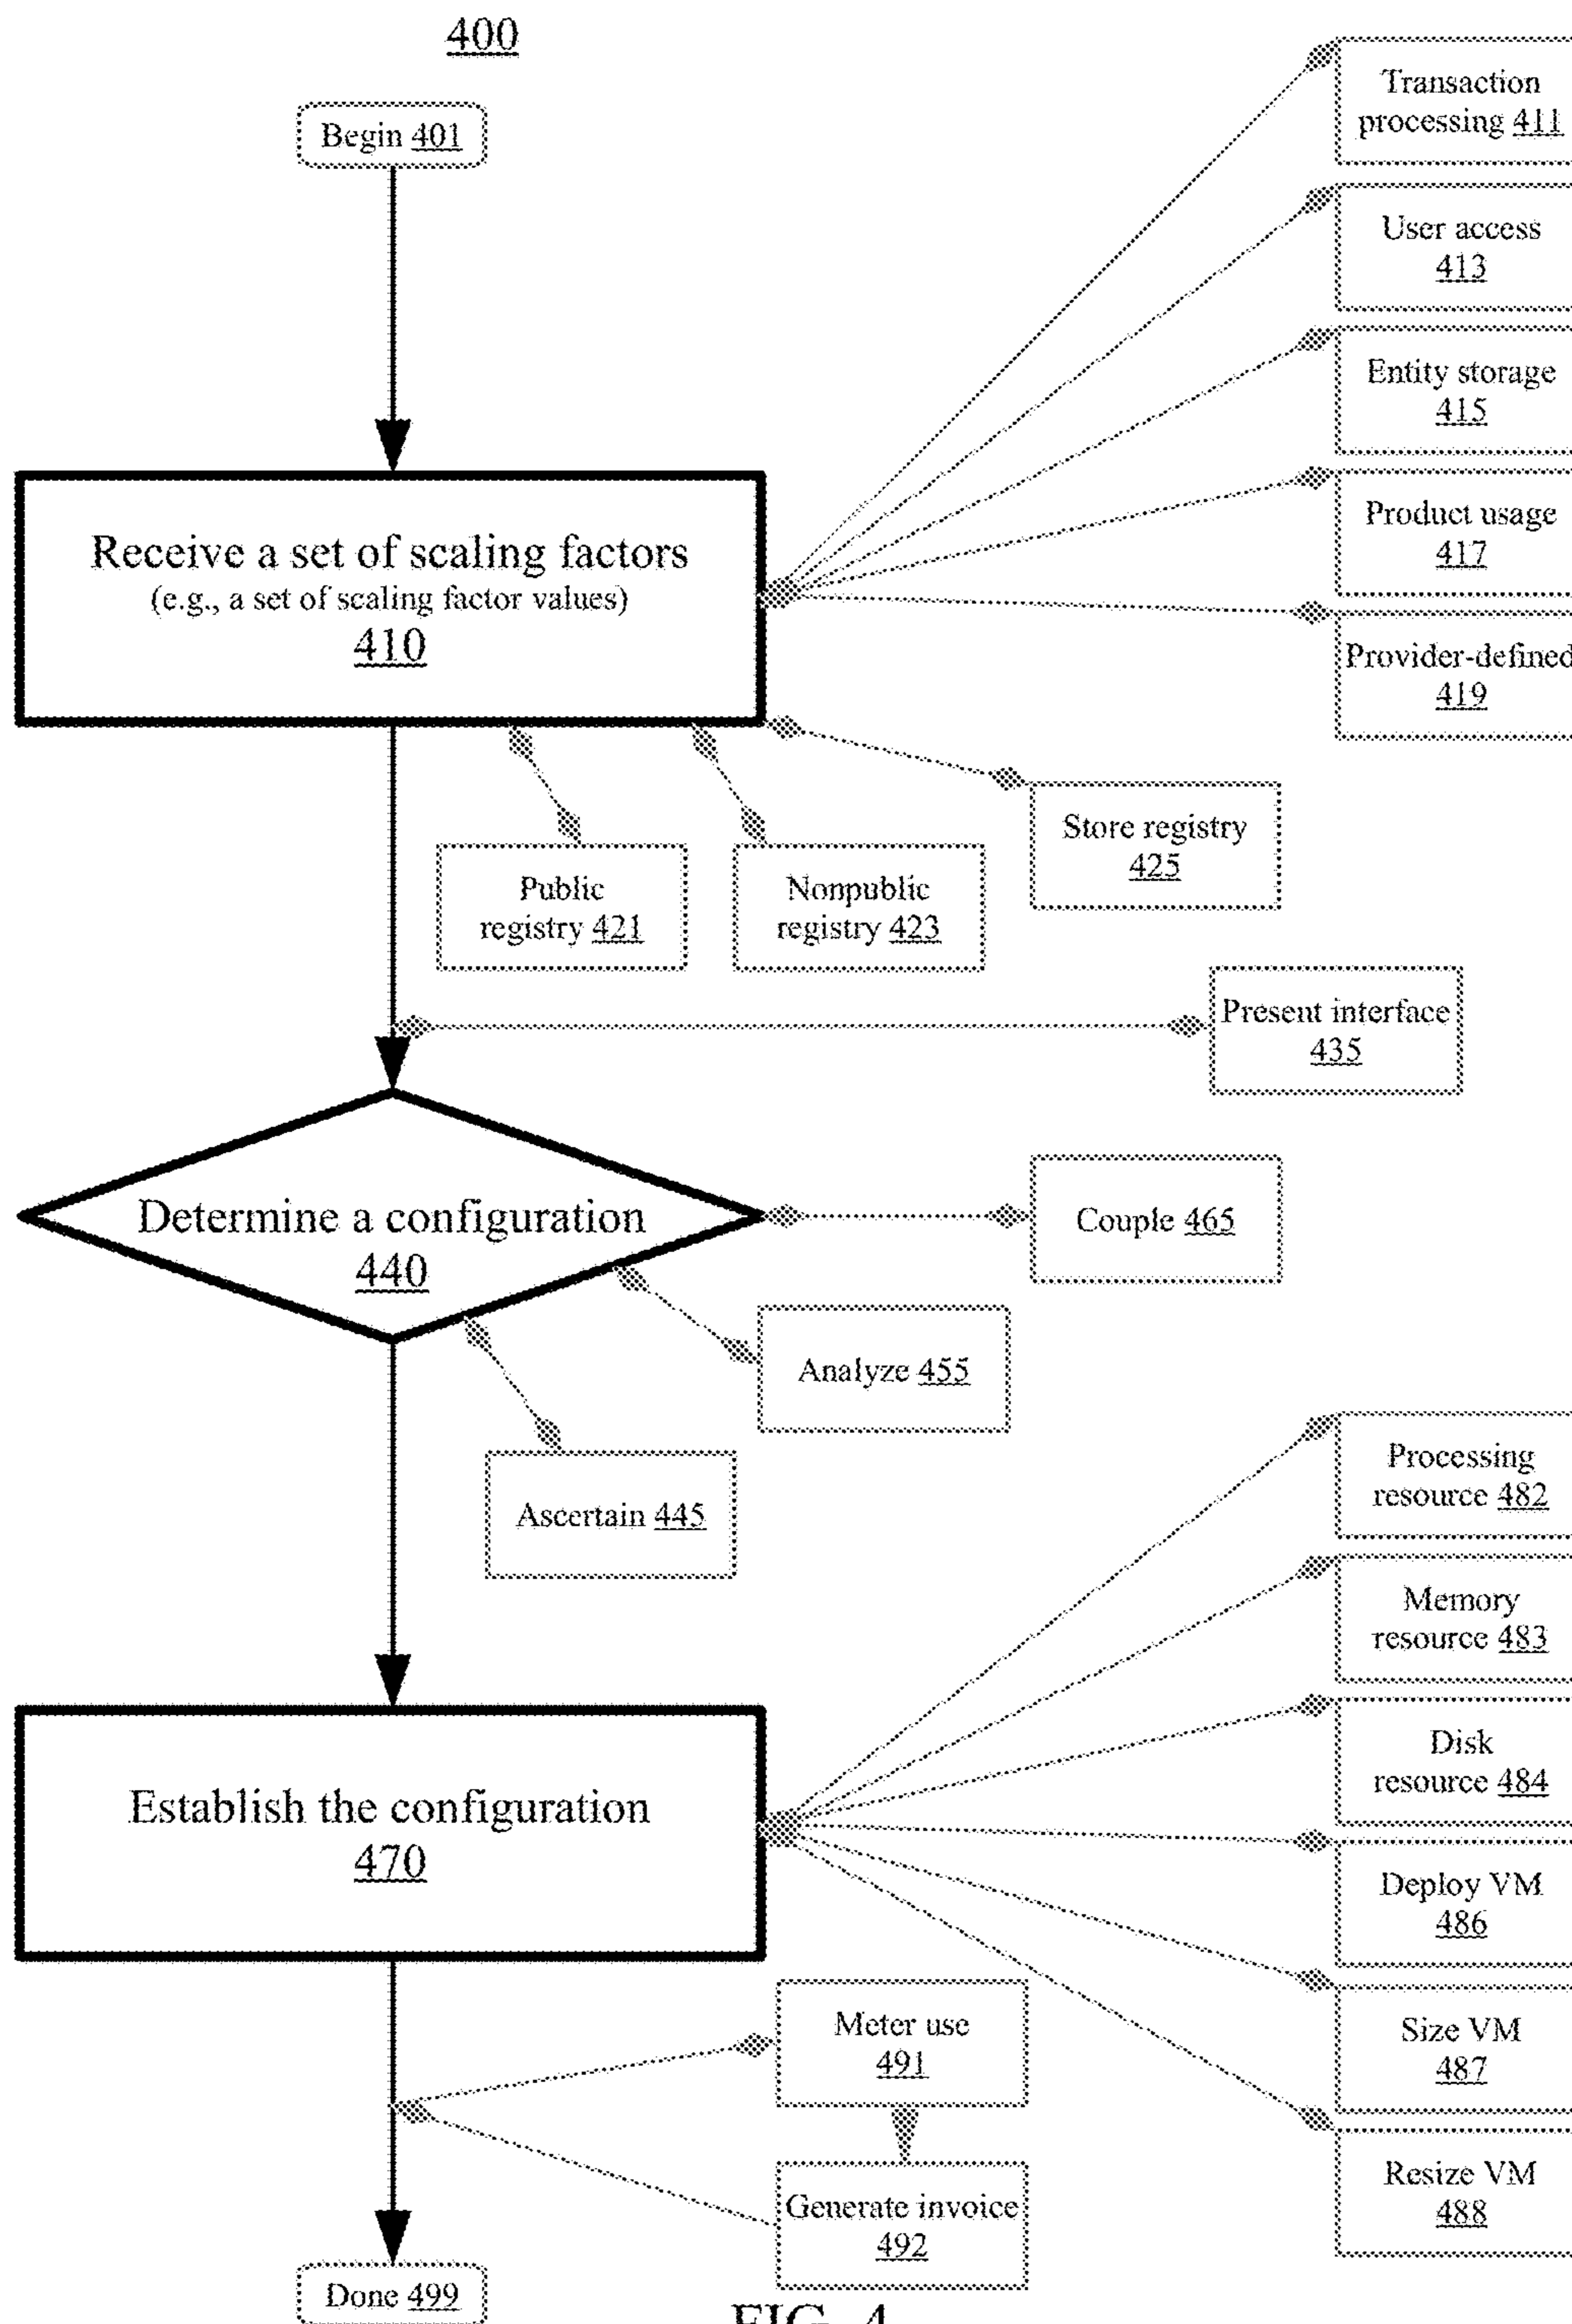 400
Begin 401
Transaction
processing 411
User access
413
Entity storage
415
Product usage
417
Provider-defined
419
Receive a set of scaling factors
(e.g., a set of scaling factor values)
410
Store registry
425
Public
registry 421
Nonpublic
registry 423
Present interface
435
Determine a configuration
440
Couple 465
Analyze 455
Ascertain 445
Processing
resource 482
Memory
resource 483
Disk
resource 484
Deploy VM
486
Size VM
487
Resize VM
488
Establish the configuration
470
Meter use
491
Generate invoice
492
Done 499
FIG. 4